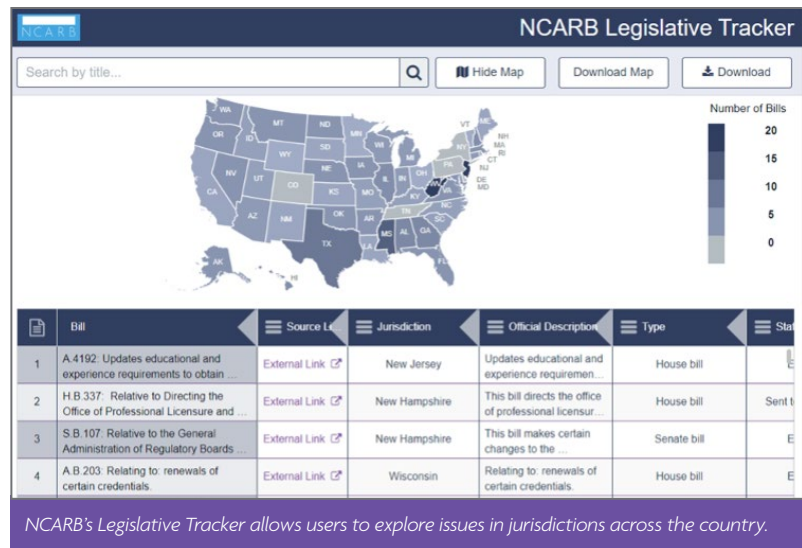 NCARB
NCARB Legislative Tracker
Search by title...
Hide Map
Download Map
Download
Number of Bills
20
15
10
5
0
WA
OR
ID
MT
ND
MN
WY
SD
WI
MI
NV
UT
CO
NE
IA
IL
IN
OH
PA
NY
VT
ME
NH
MA
RI
CT
NJ
DE
MD
CA
AZ
NM
KS
MO
KY
WV
VA
NC
TN
OK
AR
SC
TX
LA
MS
AL
GA
FL
AK
HI
Bill
Source Li...
Jurisdiction
Official Description
Type
Stat
1
A.4192: Updates educational and
experience requirements to obtain ...
External Link
New Jersey
Updates educational and
experience requiremen...
House bill
E
2
H.B.337: Relative to Directing the
Office of Professional Licensure and ...
External Link
New Hampshire
This bill directs the office
of professional licensur...
House bill
Sent t
3
S.B.107: Relative to the General
Administration of Regulatory Boards ...
External Link
New Hampshire
This bill makes certain
changes to the ...
Senate bill
E
4
A.B.203: Relating to: renewals of
certain credentials.
External Link
Wisconsin
Relating to: renewals of
certain credentials.
House bill
E
NCARB's Legislative Tracker allows users to explore issues in jurisdictions across the country.